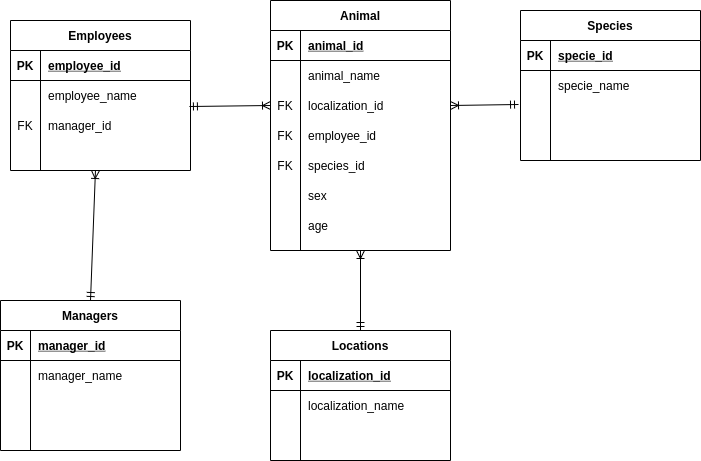 Employees
PK employee_id
employee_name
FK manager_id
Animal
PK animal_id
animal_name
FK localization_id
FK employee_id
FK species_id
sex
age
Species
PK specie_id
specie_name
Managers
PK manager_id
manager_name
Locations
PK localization_id
localization_name